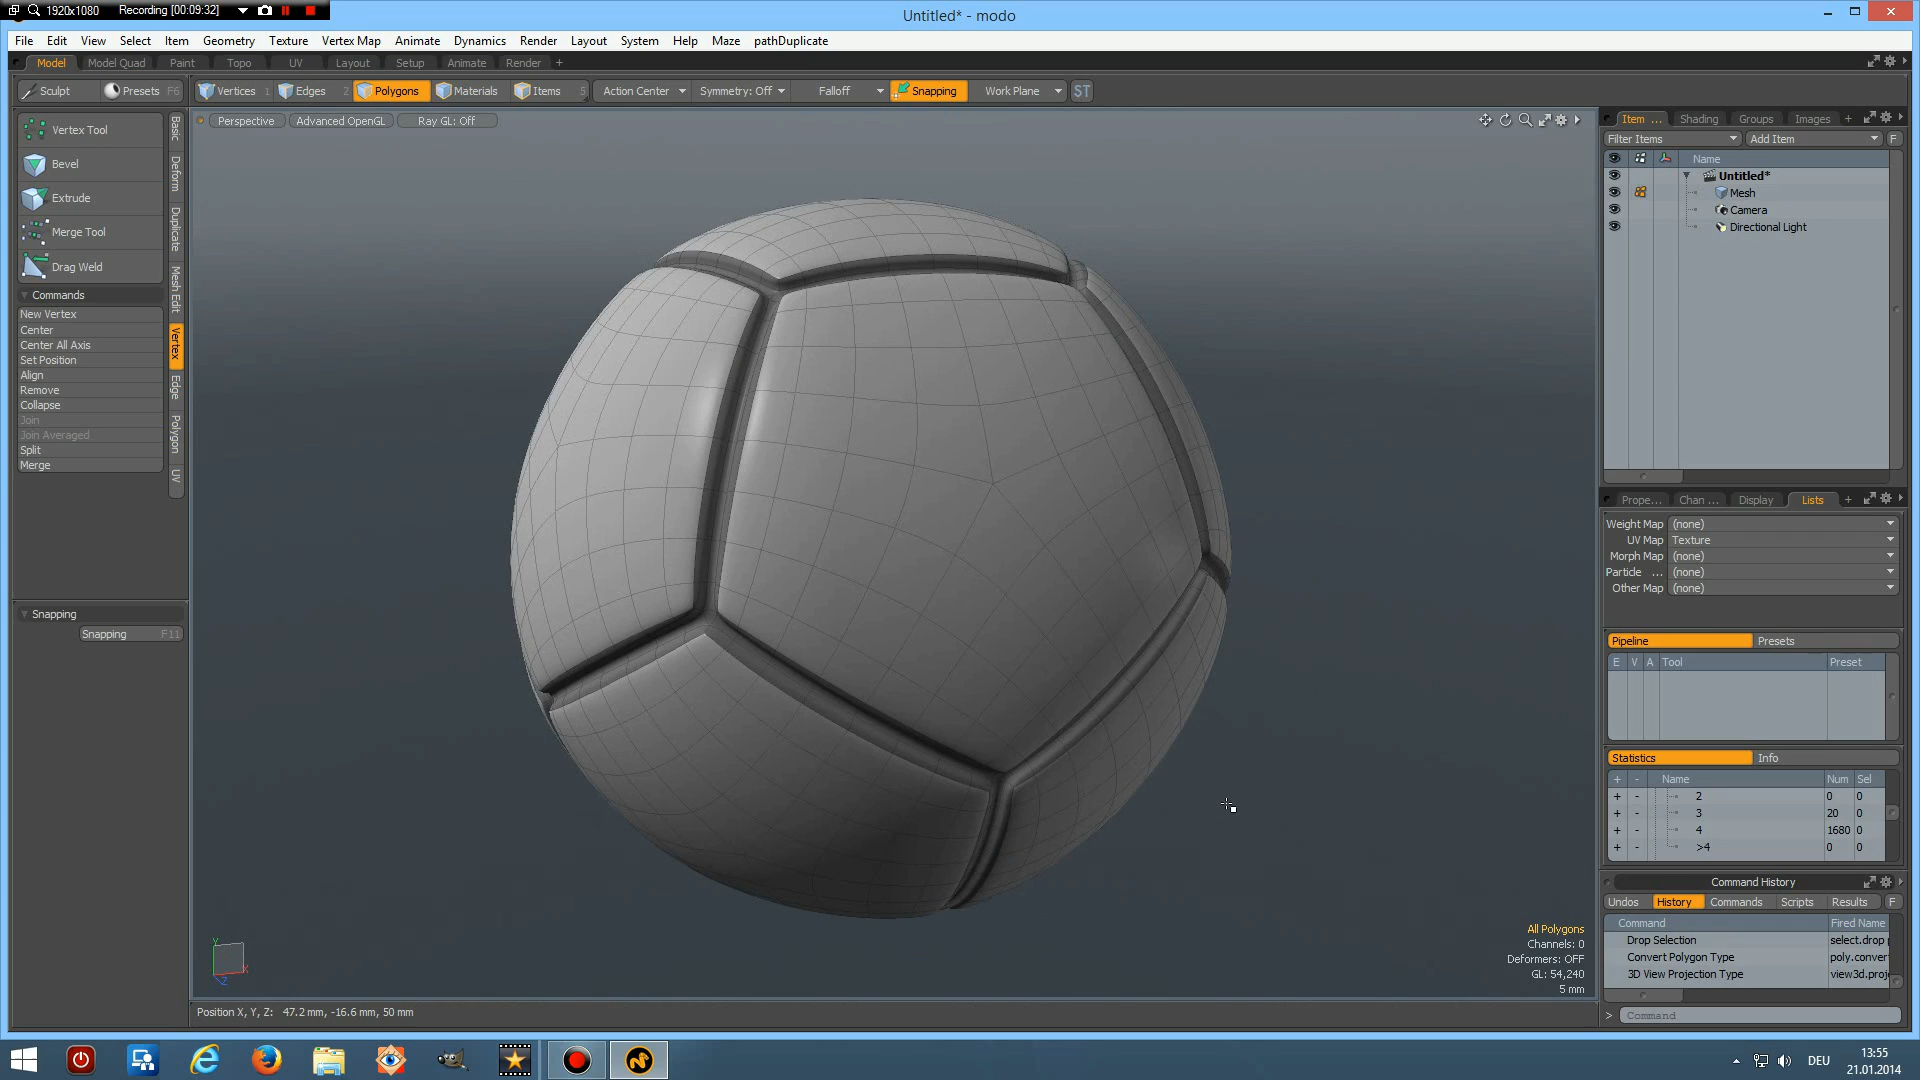 1920x1080 Recording [00:09:32]
Untitled* - modo
File Edit View Select Item Geometry Texture Vertex Map Animate Dynamics Render Layout System Help Maze pathDuplicate
Model Model Quad Paint Topo UV Layout Setup Animate Render +
Sculpt Presets F6 Vertices 1 Edges 2 Polygons Materials Items 5 Action Center Symmetry: Off Falloff Snapping Work Plane ST
Perspective Advanced OpenGL Ray GL: Off
Vertex Tool
Bevel
Extrude
Merge Tool
Drag Weld
Commands
New Vertex
Center
Center All Axis
Set Position
Align
Remove
Collapse
Join
Join Averaged
Split
Merge
Basic
Deform
Duplicate
Mesh Edit
Vertex
Edge
Polygon
UV
Snapping
Snapping F11
Item ... Shading Groups Images +
Filter Items Add Item F
Name
Untitled*
Mesh
Camera
Directional Light
Prope... Chan ... Display Lists +
Weight Map (none)
UV Map Texture
Morph Map (none)
Particle ... (none)
Other Map (none)
Pipeline Presets
E V A Tool Preset
Statistics Info
+ - Name Num Sel
+ - 2 0 0
+ - 3 20 0
+ - 4 1680 0
+ - >4 0 0
Command History
Undos History Commands Scripts Results F
Command Fired Name
Drop Selection select.drop
Convert Polygon Type poly.conver
3D View Projection Type view3d.proj
> Command
All Polygons
Channels: 0
Deformers: OFF
GL: 54,240
5 mm
Y
X
Z
Position X, Y, Z: 47.2 mm, -16.6 mm, 50 mm
DEU
13:55
21.01.2014